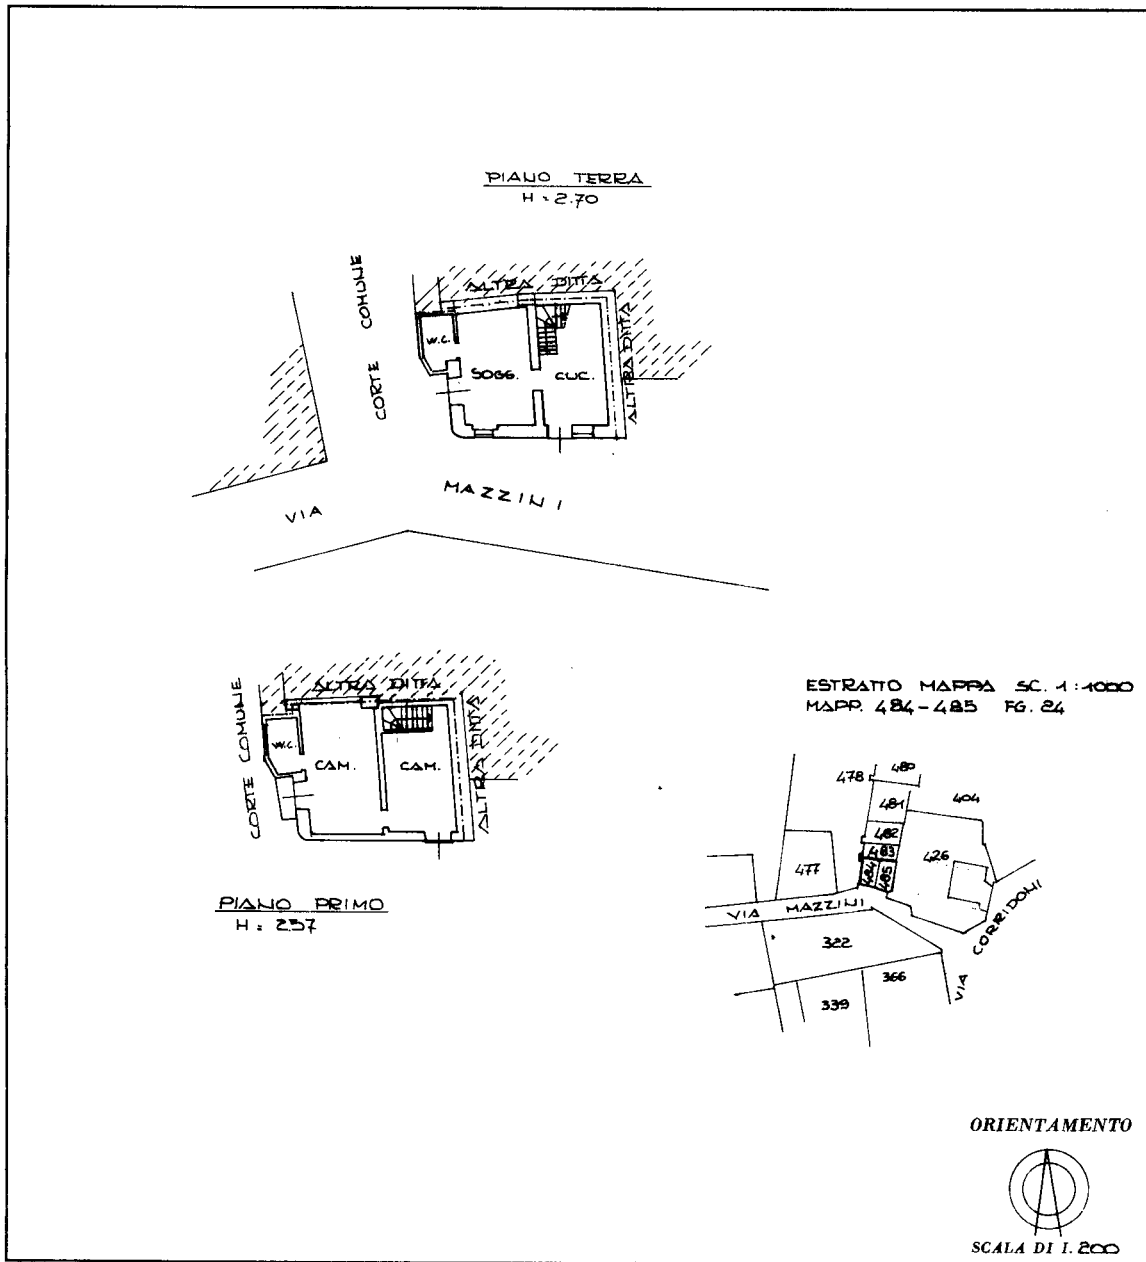 PIANO TERRA
H = 2.70
ALTRA DITTA
CORTE COMUNE
W.C.
SOGG.
CUC.
ALTRA DITTA
VIA MAZZINI
ALTRA DITTA
CORTE COMUNE
W.C.
CAM.
CAM.
ALTRA DITTA
PIANO PRIMO
H = 2.57
ESTRATTO MAPPA SC. 1:1000
MAPP. 484-485 FG. 24
478
480
481
404
482
483
426
477
484
485
VIA MAZZINI
VIA CORRIDONI
322
366
339
ORIENTAMENTO
SCALA DI 1:200